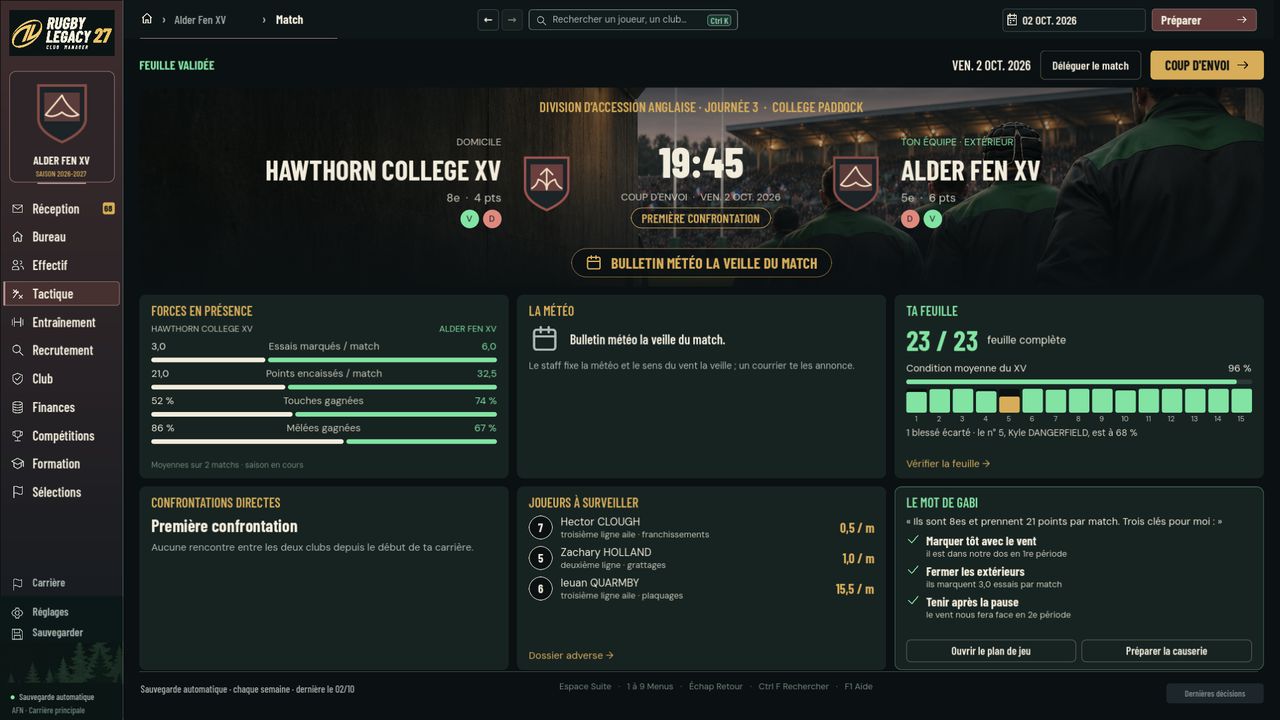 RUGBY
LEGACY 27
CLUB MANAGER
ALDER FEN XV
SAISON 2026-2027
Réception 68
Bureau
Effectif
Tactique
Entraînement
Recrutement
Club
Finances
Compétitions
Formation
Sélections
Carrière
Réglages
Sauvegarder
Sauvegarde automatique
AFN · Carrière principale
› Alder Fen XV › Match
← → Rechercher un joueur, un club... Ctrl K
02 OCT. 2026
Préparer →
FEUILLE VALIDÉE
VEN. 2 OCT. 2026
Déléguer le match
COUP D'ENVOI →
DIVISION D'ACCESSION ANGLAISE · JOURNÉE 3 · COLLEGE PADDOCK
DOMICILE
HAWTHORN COLLEGE XV
8e · 4 pts
V D
19:45
COUP D'ENVOI · VEN. 2 OCT. 2026
PREMIÈRE CONFRONTATION
TON ÉQUIPE · EXTÉRIEUR
ALDER FEN XV
5e · 6 pts
D V
BULLETIN MÉTÉO LA VEILLE DU MATCH
FORCES EN PRÉSENCE
HAWTHORN COLLEGE XV ALDER FEN XV
3,0 Essais marqués / match 6,0
21,0 Points encaissés / match 32,5
52 % Touches gagnées 74 %
86 % Mêlées gagnées 67 %
Moyennes sur 2 matchs · saison en cours
LA MÉTÉO
Bulletin météo la veille du match.
Le staff fixe la météo et le sens du vent la veille ; un courrier te les annonce.
TA FEUILLE
23 / 23 feuille complète
Condition moyenne du XV 96 %
1 2 3 4 5 6 7 8 9 10 11 12 13 14 15
1 blessé écarté · le n° 5, Kyle DANGERFIELD, est à 68 %
Vérifier la feuille →
CONFRONTATIONS DIRECTES
Première confrontation
Aucune rencontre entre les deux clubs depuis le début de ta carrière.
JOUEURS À SURVEILLER
7 Hector CLOUGH 0,5 / m
troisième ligne aile · franchissements
5 Zachary HOLLAND 1,0 / m
deuxième ligne · grattages
6 Ieuan QUARMBY 15,5 / m
troisième ligne aile · plaquages
Dossier adverse →
LE MOT DE GABI
« Ils sont 8es et prennent 21 points par match. Trois clés pour moi : »
Marquer tôt avec le vent
il est dans notre dos en 1re période
Fermer les extérieurs
ils marquent 3,0 essais par match
Tenir après la pause
le vent nous fera face en 2e période
Ouvrir le plan de jeu
Préparer la causerie
Sauvegarde automatique · chaque semaine · dernière le 02/10
Espace Suite · 1 à 9 Menus · Échap Retour · Ctrl F Rechercher · F1 Aide
Dernières décisions